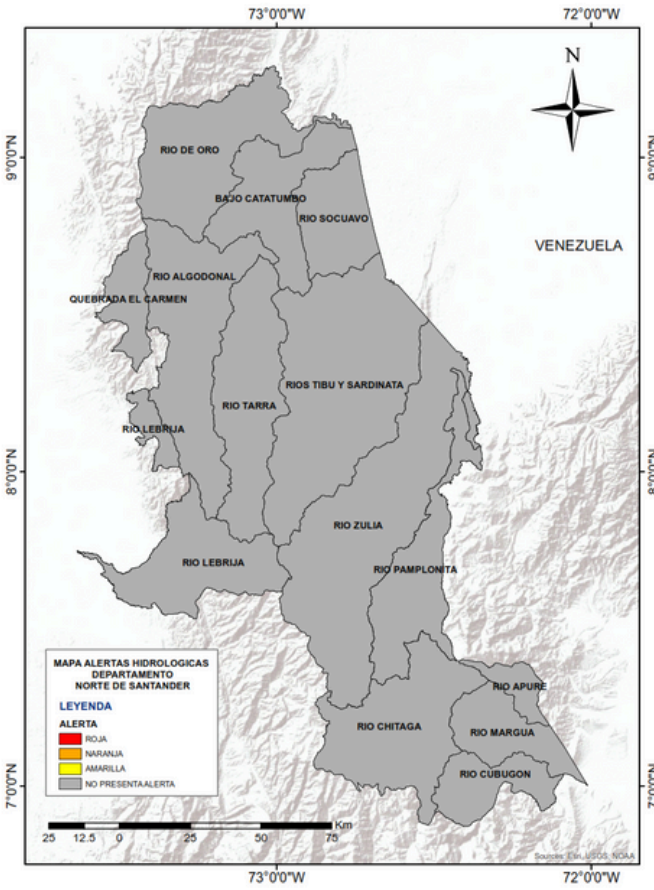 73°0'0"W 72°0'0"W
N
9°0'0"N 9°0'0"N
RIO DE ORO
BAJO CATATUMBO
RIO SOCUAVO
VENEZUELA
RIO ALGODONAL
QUEBRADA EL CARMEN
RIOS TIBU Y SARDINATA
RIO TARRA
RIO LEBRIJA
8°0'0"N 8°0'0"N
RIO ZULIA
RIO LEBRIJA
RIO PAMPLONITA
RIO APURE
RIO CHITAGA
RIO MARGUA
RIO CUBUGON
7°0'0"N 7°0'0"N
MAPA ALERTAS HIDROLOGICAS
DEPARTAMENTO
NORTE DE SANTANDER
LEYENDA
ALERTA
ROJA
NARANJA
AMARILLA
NO PRESENTA ALERTA
25 12.5 0 25 50 75 Km
Sources: Esri, USGS, NOAA
73°0'0"W 72°0'0"W